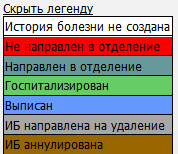 Скрыть легенду
История болезни не создана
Не направлен в отделение
Направлен в отделение
Госпитализирован
Выписан
ИБ направлена на удаление
ИБ аннулирована